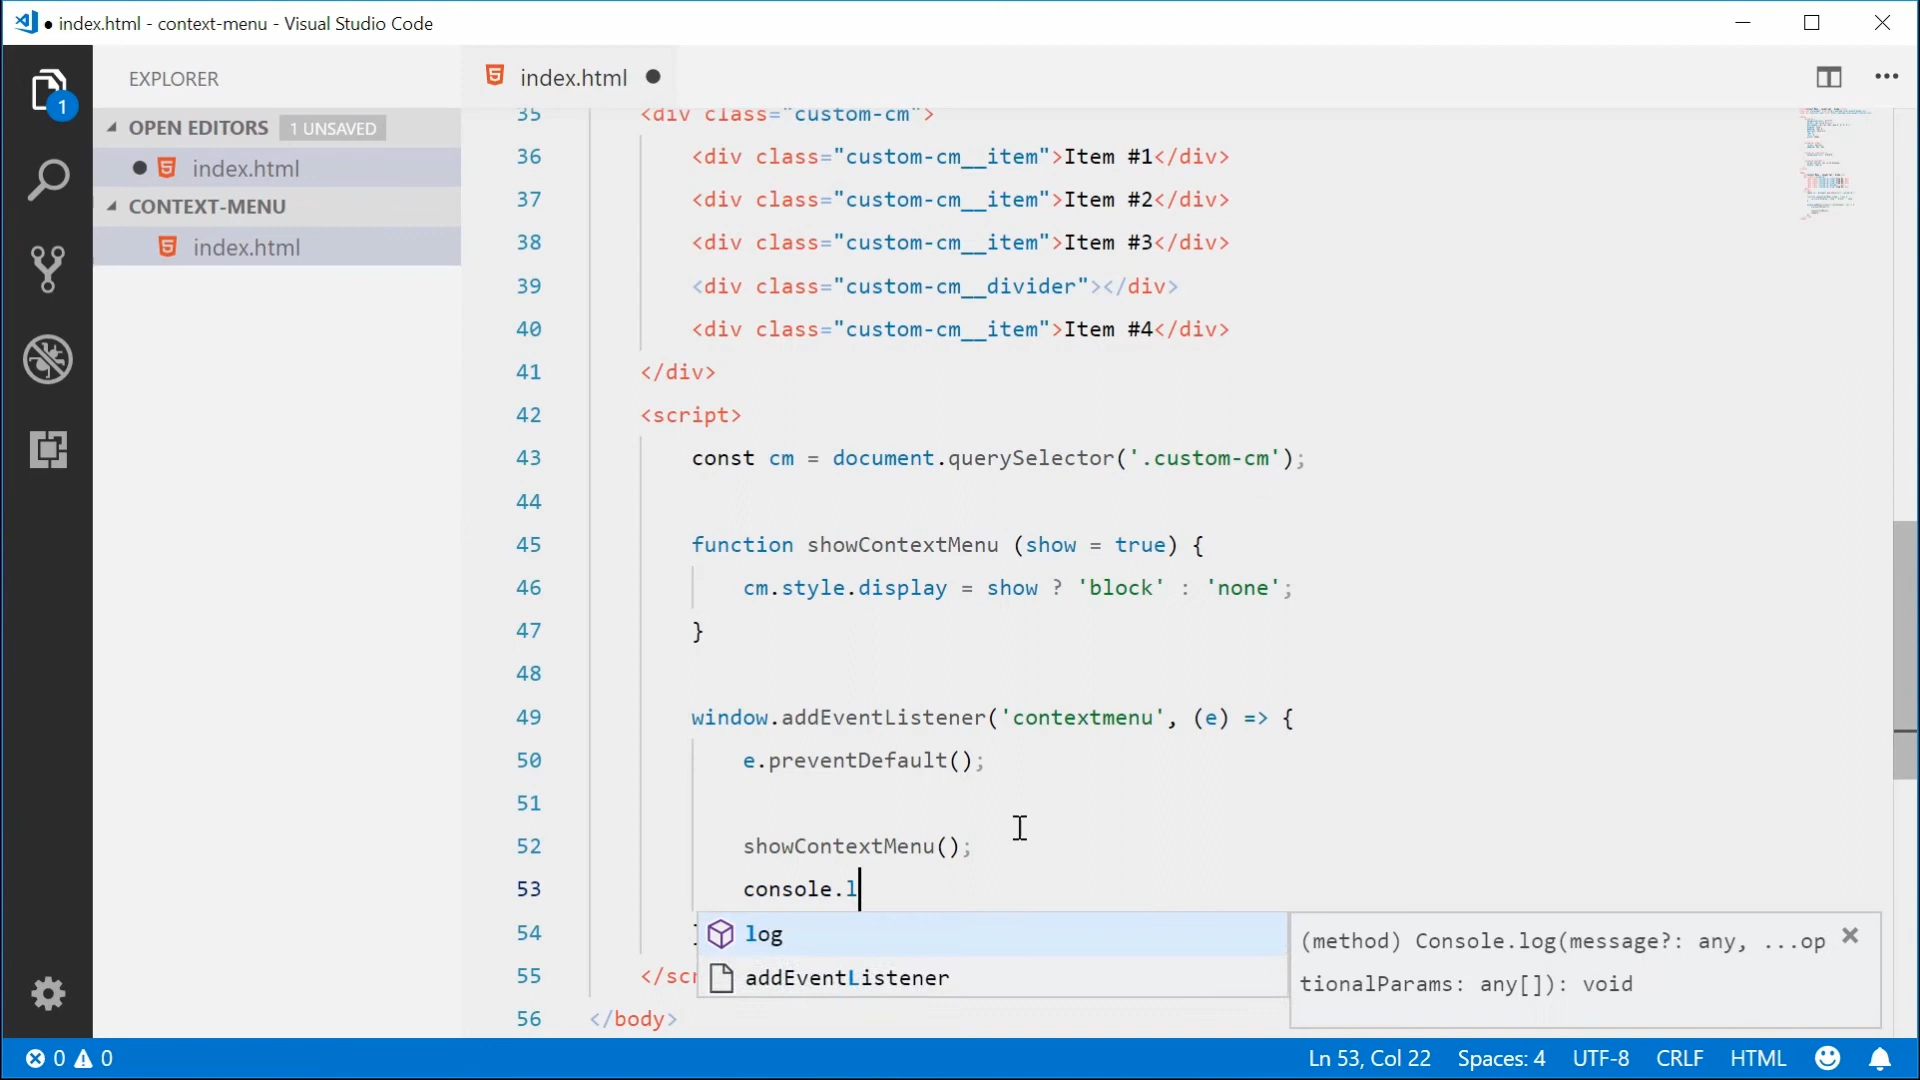 ● index.html - context-menu - Visual Studio Code
EXPLORER
OPEN EDITORS 1 UNSAVED
index.html
CONTEXT-MENU
index.html
1
index.html
35 <div class="custom-cm">
36 <div class="custom-cm__item">Item #1</div>
37 <div class="custom-cm__item">Item #2</div>
38 <div class="custom-cm__item">Item #3</div>
39 <div class="custom-cm__divider"></div>
40 <div class="custom-cm__item">Item #4</div>
41 </div>
42 <script>
43 const cm = document.querySelector('.custom-cm');
44
45 function showContextMenu (show = true) {
46 cm.style.display = show ? 'block' : 'none';
47 }
48
49 window.addEventListener('contextmenu', (e) => {
50 e.preventDefault();
51
52 showContextMenu();
53 console.l
54
55 </scr
56 </body>
log
addEventListener
(method) Console.log(message?: any, ...op
tionalParams: any[]): void
0 0 Ln 53, Col 22 Spaces: 4 UTF-8 CRLF HTML